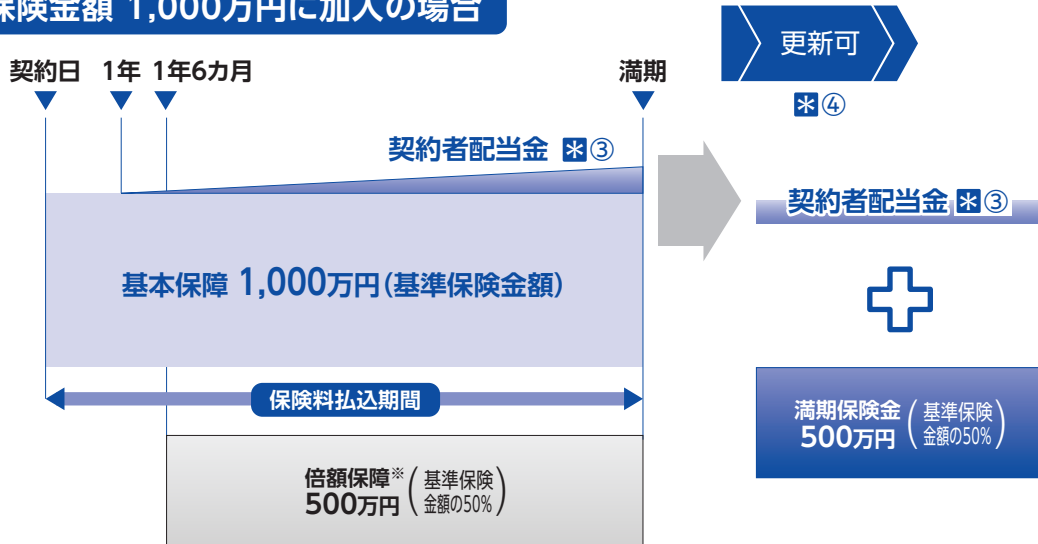 保険金額 1,000万円に加入の場合
更新可
*④
契約日 1年 1年6カ月 満期
契約者配当金 *③
契約者配当金 *③
基本保障 1,000万円(基準保険金額)
保険料払込期間
満期保険金 (基準保険
500万円 金額の50%)
倍額保障※ (基準保険
500万円 金額の50%)